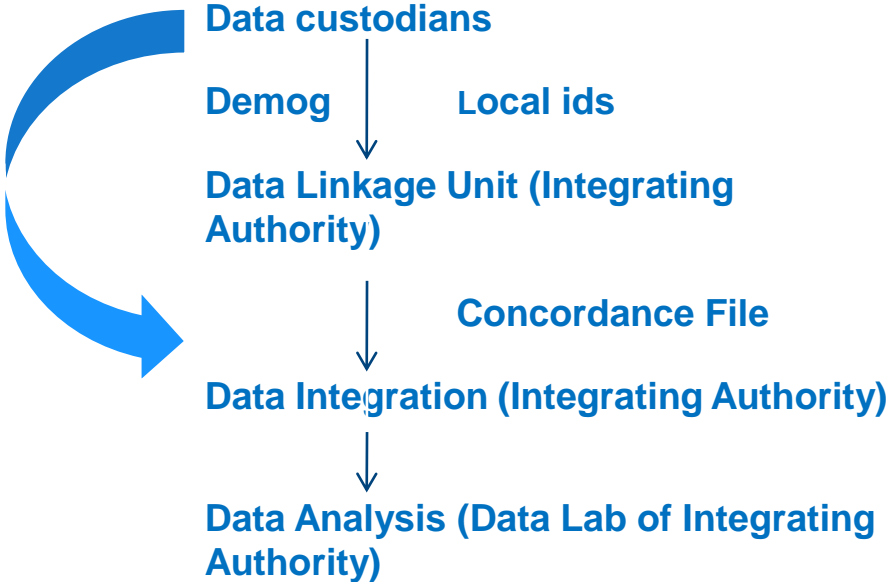 Data custodians
Demog Local ids
Data Linkage Unit (Integrating
Authority)
Concordance File
Data Integration (Integrating Authority)
Data Analysis (Data Lab of Integrating
Authority)